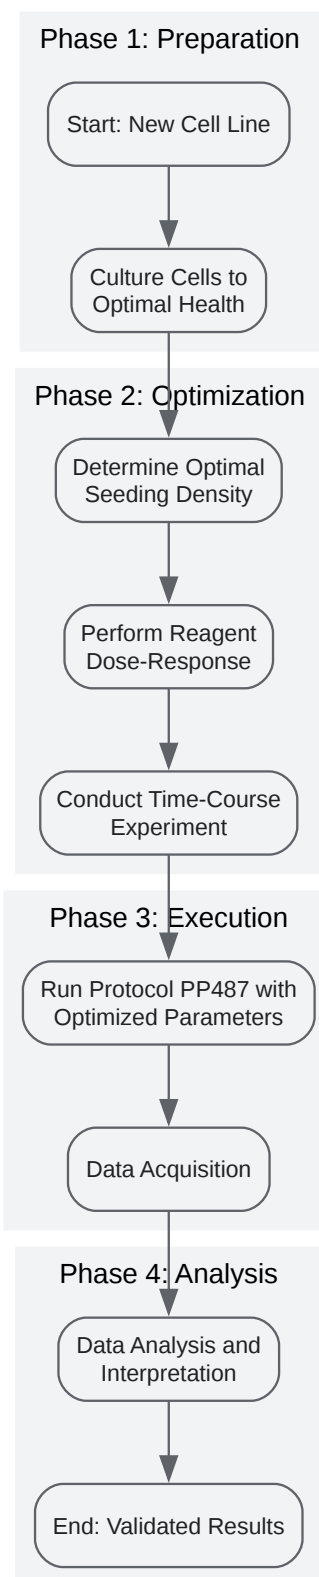 Phase 1: Preparation
Start: New Cell Line
Culture Cells to
Optimal Health
Phase 2: Optimization
Determine Optimal
Seeding Density
Perform Reagent
Dose-Response
Conduct Time-Course
Experiment
Phase 3: Execution
Run Protocol PP487 with
Optimized Parameters
Data Acquisition
Phase 4: Analysis
Data Analysis and
Interpretation
End: Validated Results